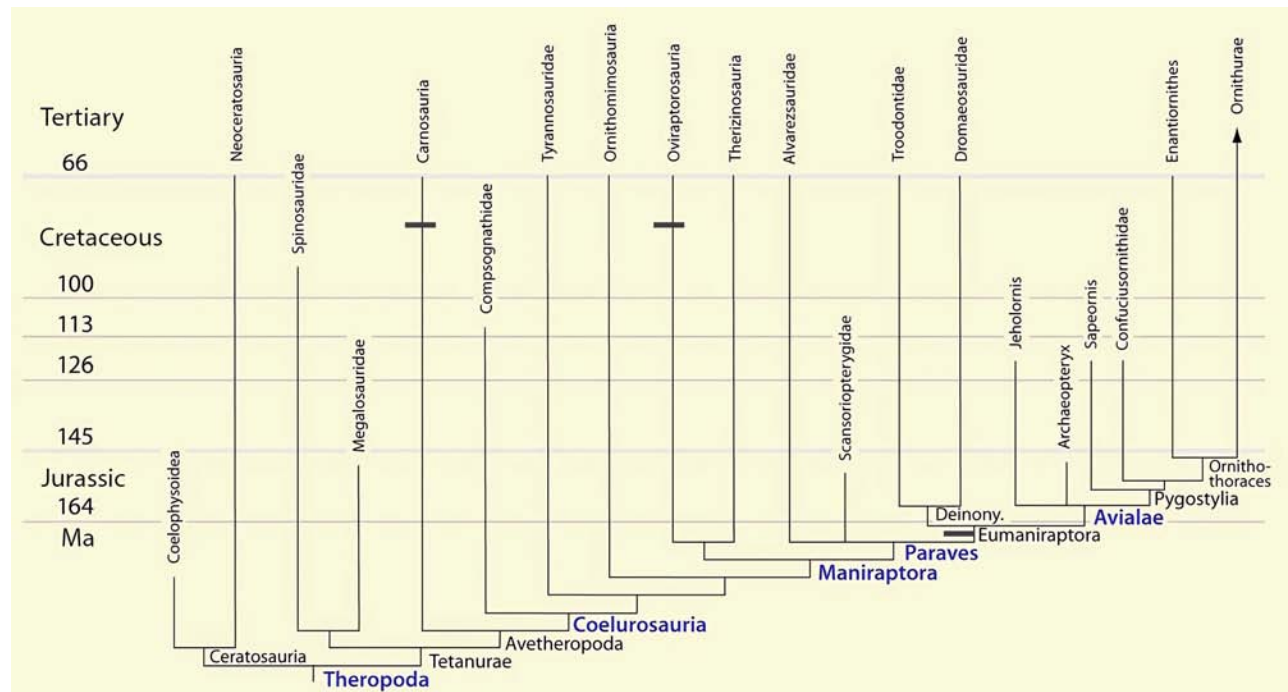 Tertiary
66
Cretaceous
100
113
126
145
Jurassic
164
Ma
Coelophysoidea
Neoceratosauria
Spinosauridae
Megalosauridae
Carnosauria
Compsognathidae
Tyrannosauridae
Ornithomimosauria
Oviraptorosauria
Therizinosauria
Alvarezsauridae
Scansoriopterygidae
Troodontidae
Dromaeosauridae
Jeholornis
Archaeopteryx
Sapeornis
Confuciusornithidae
Enantiornithes
Ornithurae
Ornitho-
thoraces
Pygostylia
Avialae
Deinony.
Eumaniraptora
Paraves
Maniraptora
Coelurosauria
Avetheropoda
Tetanurae
Ceratosauria
Theropoda